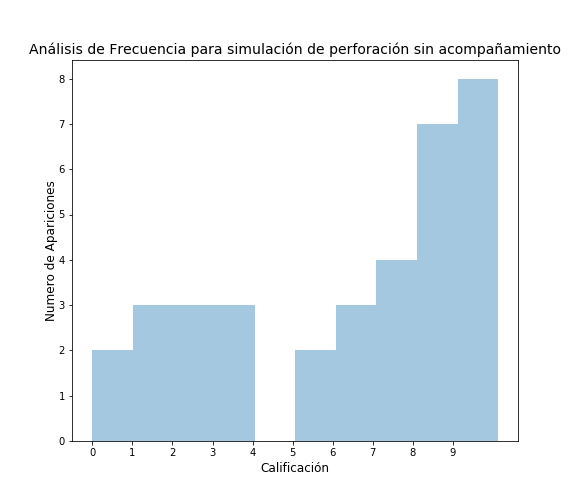 Análisis de Frecuencia para simulación de perforación sin acompañamiento
8
7
6
5
4
3
2
1
0
Numero de Apariciones
0 1 2 3 4 5 6 7 8 9
Calificación